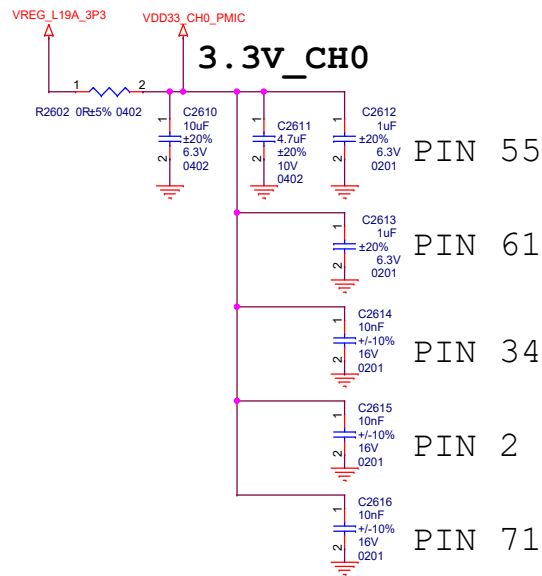 VREG_L19A_3P3
VDD33_CH0_PMIC
3.3V_CH0
1 2
R2602 0R±5% 0402
1
C2610
10uF
±20%
6.3V
0402
2
1
C2611
4.7uF
±20%
10V
0402
2
1
C2612
1uF
±20%
6.3V
0201
2
PIN 55
1
C2613
1uF
±20%
6.3V
0201
2
PIN 61
1
C2614
10nF
+/-10%
16V
0201
2
PIN 34
1
C2615
10nF
+/-10%
16V
0201
2
PIN 2
1
C2616
10nF
+/-10%
16V
0201
2
PIN 71